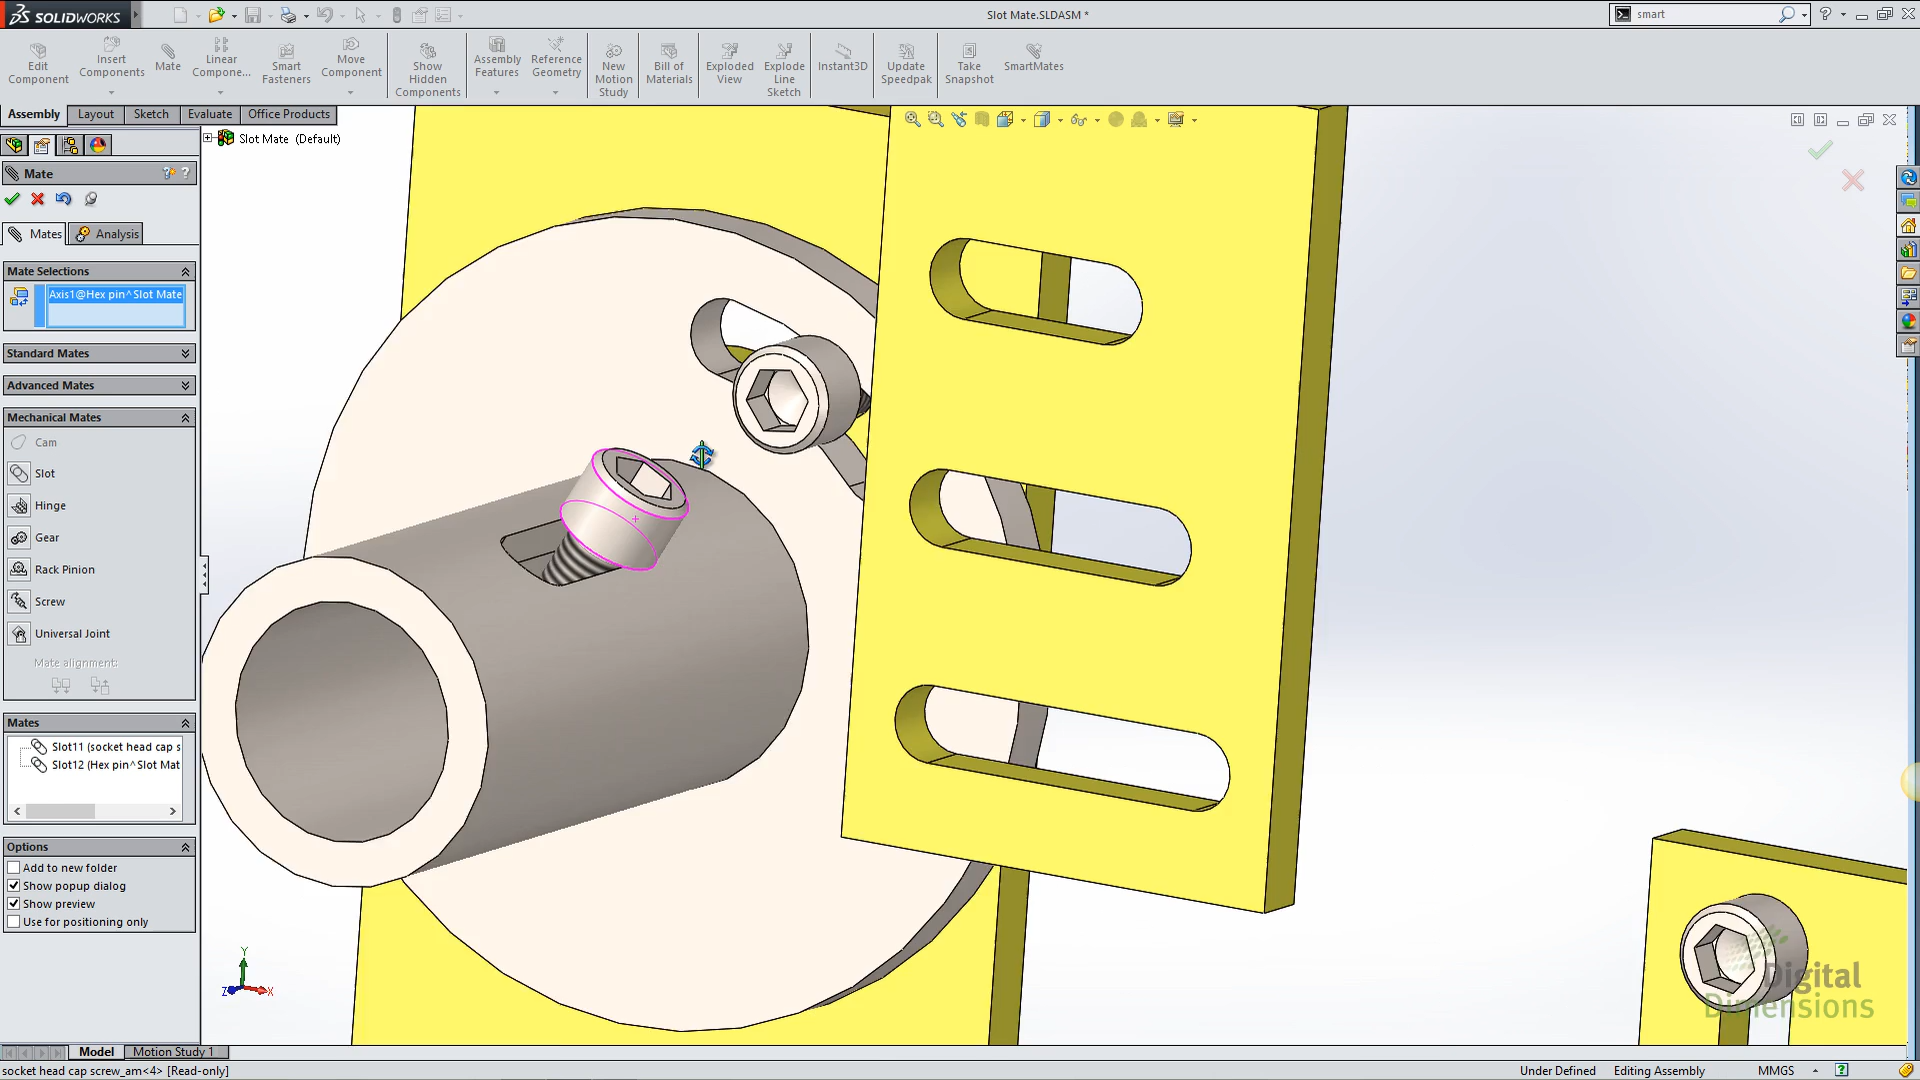 SOLIDWORKS
Slot Mate.SLDASM *
smart
Edit Component
Insert Components
Mate
Linear Compone...
Smart Fasteners
Move Component
Show Hidden Components
Assembly Features
Reference Geometry
New Motion Study
Bill of Materials
Exploded View
Explode Line Sketch
Instant3D
Update Speedpak
Take Snapshot
SmartMates
Assembly Layout Sketch Evaluate Office Products
Slot Mate (Default)
Mate
Mates Analysis
Mate Selections
Axis1@Hex pin^Slot Mate
Standard Mates
Advanced Mates
Mechanical Mates
Cam
Slot
Hinge
Gear
Rack Pinion
Screw
Universal Joint
Mate alignment:
Mates
Slot11 (socket head cap s
Slot12 (Hex pin^Slot Mat
Options
Add to new folder
Show popup dialog
Show preview
Use for positioning only
Y
Z X
Digital
Dimensions
Model Motion Study 1
socket head cap screw_am<4> [Read-only]
Under Defined Editing Assembly MMGS